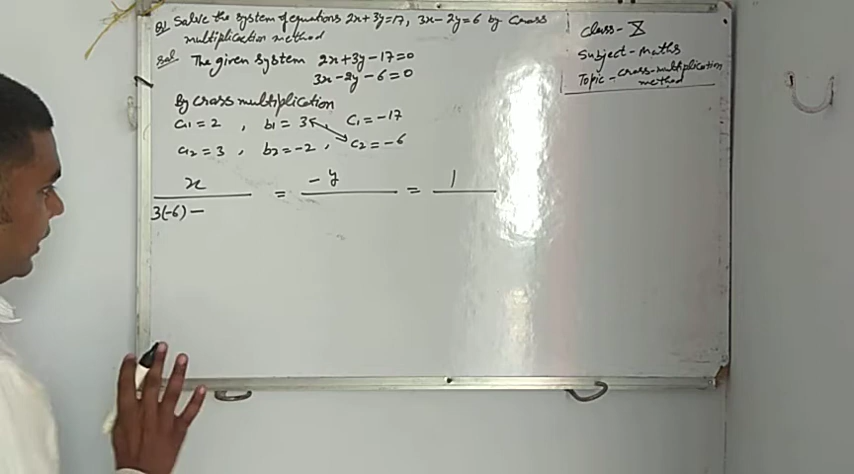 Q1 Solve the system of equations 2x+3y=17, 3x-2y=6 by Cross
multiplication method
Sol The given system 2x+3y-17=0
3x-2y-6=0
By cross multiplication
a1=2 , b1=3 , c1=-17
a2=3 , b2=-2 , c2=-6
x = -y = 1
3(-6)-
Class-X
Subject-Maths
Topic-cross-multiplication
method